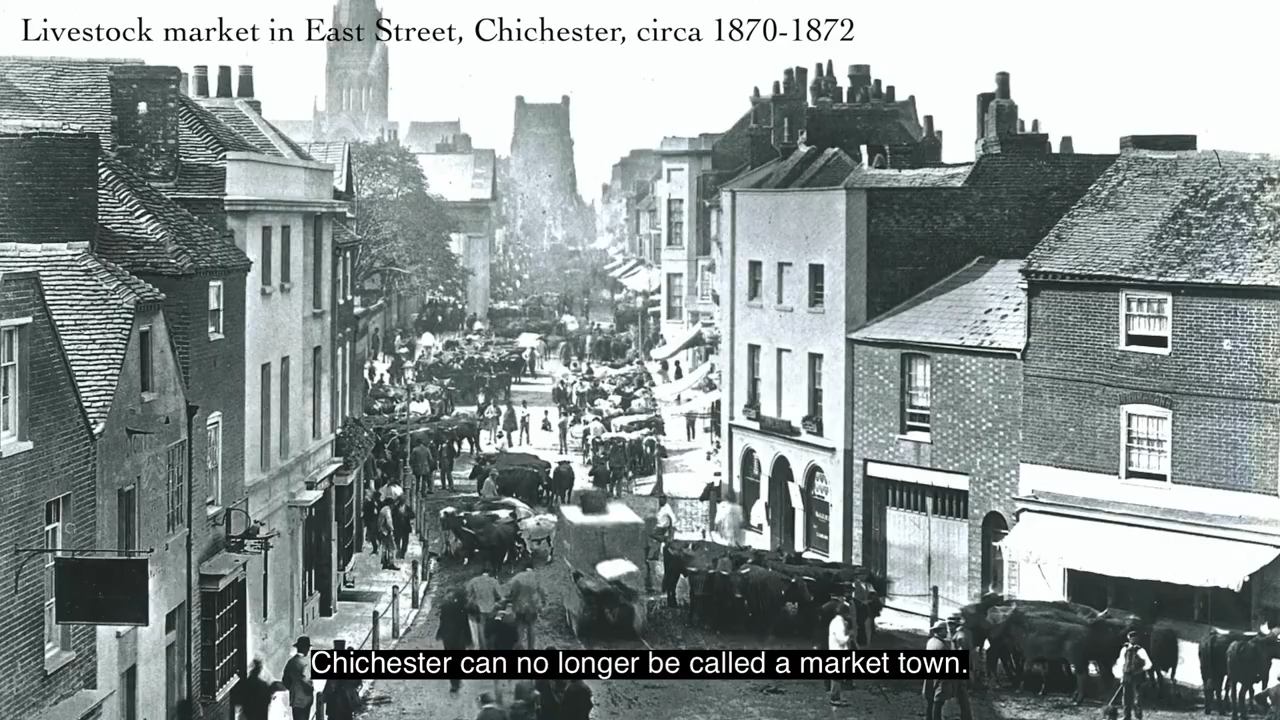 Livestock market in East Street, Chichester, circa 1870-1872
Chichester can no longer be called a market town.